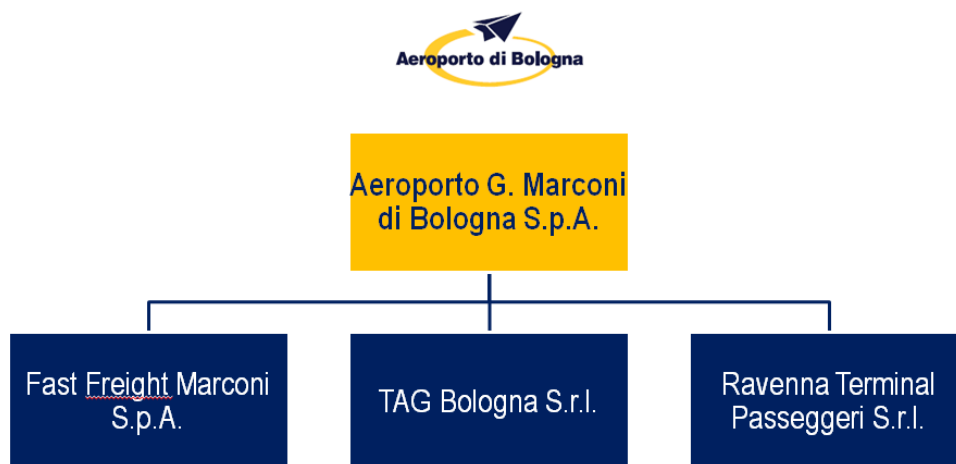 Aeroporto di Bologna
Aeroporto G. Marconi
di Bologna S.p.A.
Fast Freight Marconi
S.p.A.
TAG Bologna S.r.l.
Ravenna Terminal
Passeggeri S.r.l.